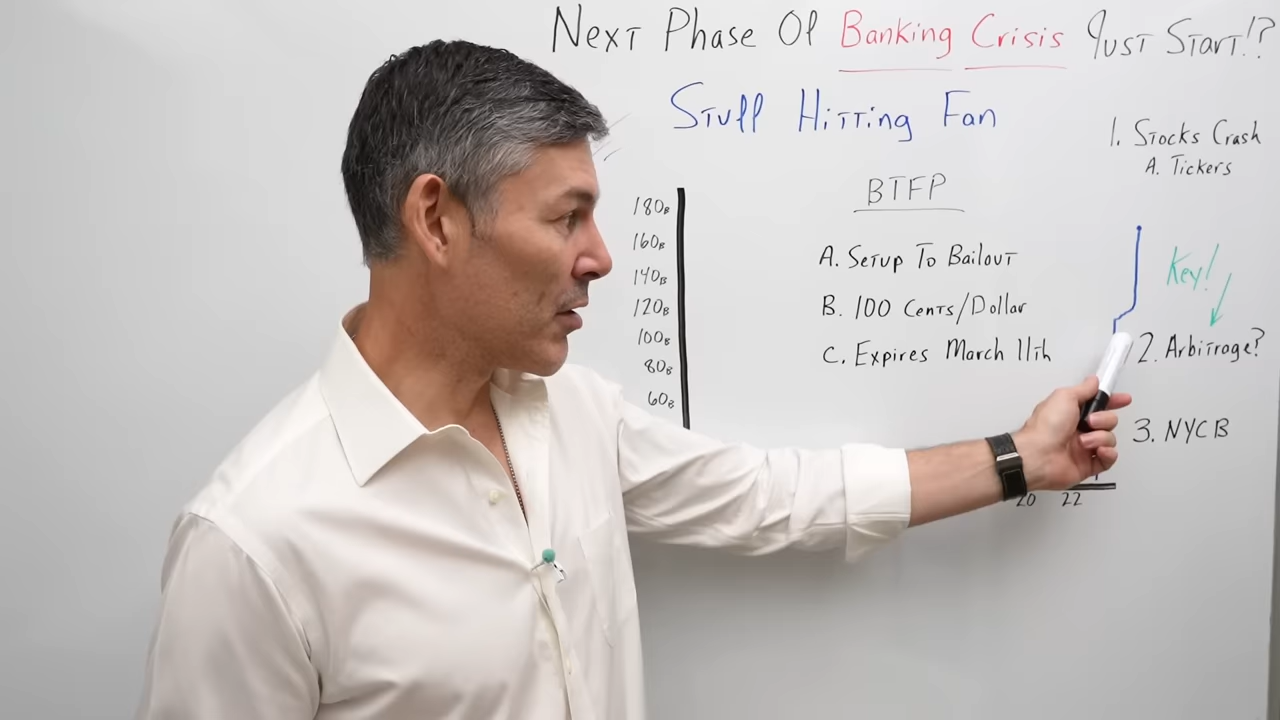 Next Phase Of Banking Crisis Just Start!?
Stuff Hitting Fan
1. Stocks Crash
A. Tickers
BTFP
A. Setup To Bailout
B. 100 Cents/Dollar
C. Expires March 11th
180B
160B
140B
120B
100B
80B
60B
Key!
2. Arbitrage?
3. NYCB
20 22